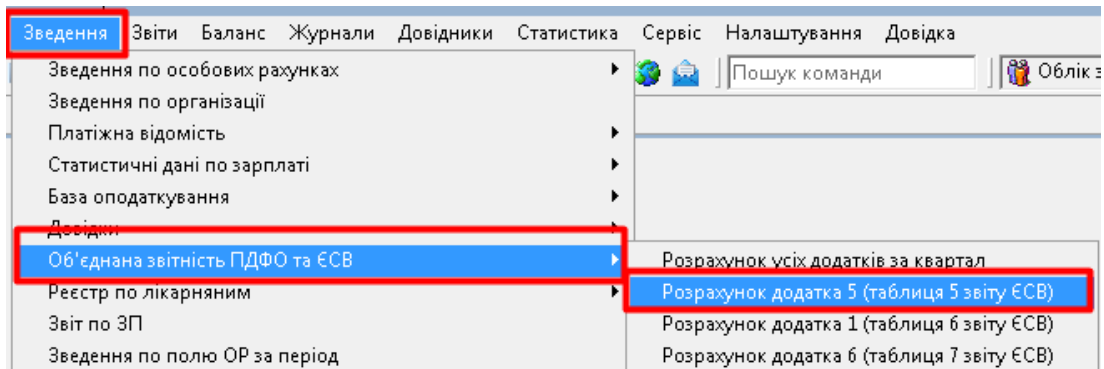 Зведення Звіти Баланс Журнали Довідники Статистика Сервіс Налаштування Довідка
Зведення по особових рахунках
Пошук команди
Облік з
Зведення по організації
Платіжна відомість
Статистичні дані по зарплаті
База оподаткування
Довідки
Об'єднана звітність ПДФО та ЄСВ
Розрахунок усіх додатків за квартал
Реєстр по лікарняним
Розрахунок додатка 5 (таблиця 5 звіту ЄСВ)
Звіт по ЗП
Розрахунок додатка 1 (таблиця 6 звіту ЄСВ)
Зведення по полю ОР за період
Розрахунок додатка 6 (таблиця 7 звіту ЄСВ)